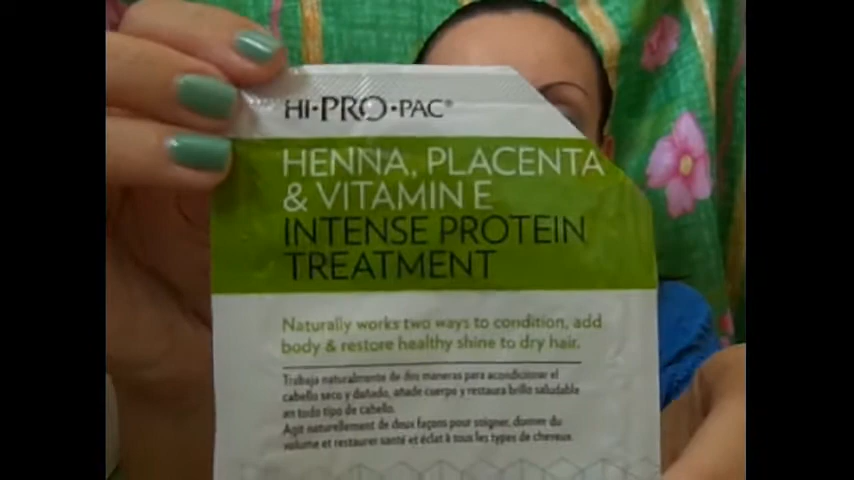 HI·PRO·PAC®
HENNA, PLACENTA
& VITAMIN E
INTENSE PROTEIN
TREATMENT
Naturally works two ways to condition, add
body & restore healthy shine to dry hair.
Trabaja naturalmente de dos maneras para acondicionar el
cabello seco y dañado, añade cuerpo y restaura brillo saludable
en todo tipo de cabello.
Agit naturellement de deux façons pour soigner, donner du
volume et restaurer santé et éclat à tous les types de cheveux.